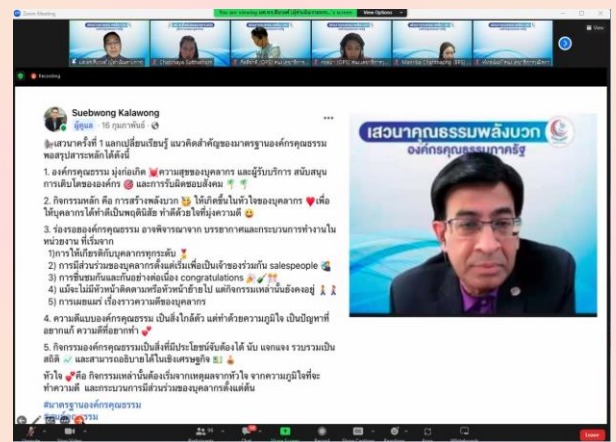 Zoom Meeting
View Options
View
Recording
Suebwong Kalawong
ผู้ดูแล · 16 กุมภาพันธ์ ·
เสวนาครั้งที่ 1 แลกเปลี่ยนเรียนรู้ แนวคิดสำคัญของมาตรฐานองค์กรคุณธรรม
พอสรุปสาระหลักได้ดังนี้
1. องค์กรคุณธรรม มุ่งก่อเกิด ความสุขของบุคลากร และผู้รับบริการ สนับสนุน
การเติบโตขององค์กร และการรับผิดชอบสังคม
2. กิจกรรมหลัก คือ การสร้างพลังบวก ให้เกิดขึ้นในหัวใจของบุคลากร เพื่อ
ให้บุคลากรได้ทำดีเป็นพฤตินิสัย ทำดีด้วยใจที่มุ่งความดี
3. ร่องรอยองค์กรคุณธรรม อาจพิจารณาจาก บรรยากาศและกระบวนการทำงานใน
หน่วยงาน ที่เริ่มจาก
1)การให้เกียรติกับบุคลากรทุกระดับ
2) การมีส่วนร่วมของบุคลากรตั้งแต่เริ่มเพื่อเป็นเจ้าของร่วมกัน salespeople
3) การชื่นชมกันและกันอย่างต่อเนื่อง congratulations
4) แม้จะไม่มีหัวหน้าติดตามหรือหัวหน้าย้ายไป แต่กิจกรรมเหล่านั้นยังคงอยู่
5) การเผยแพร่ เรื่องราวความดีของบุคลากร
4. ความดีแบบองค์กรคุณธรรม เป็นสิ่งใกล้ตัว แต่ทำด้วยความภูมิใจ เป็นปัญหาที่
อยากแก้ ความดีที่อยากทำ
5. กิจกรรมองค์กรคุณธรรมเป็นสิ่งที่มีประโยชน์จับต้องได้ นับ แจกแจง รวบรวมเป็น
สถิติ และสามารถอธิบายได้ในเชิงเศรษฐกิจ
หัวใจ คือ กิจกรรมเหล่านั้นต้องเริ่มจากเหตุผลจากหัวใจ จากความภูมิใจที่จะ
ทำความดี และกระบวนการมีส่วนร่วมของบุคลากรตั้งแต่ต้น
#มาตรฐานองค์กรคุณธรรม
เสวนาคุณธรรมพลังบวก
องค์กรคุณธรรมภาครัฐ
Leave